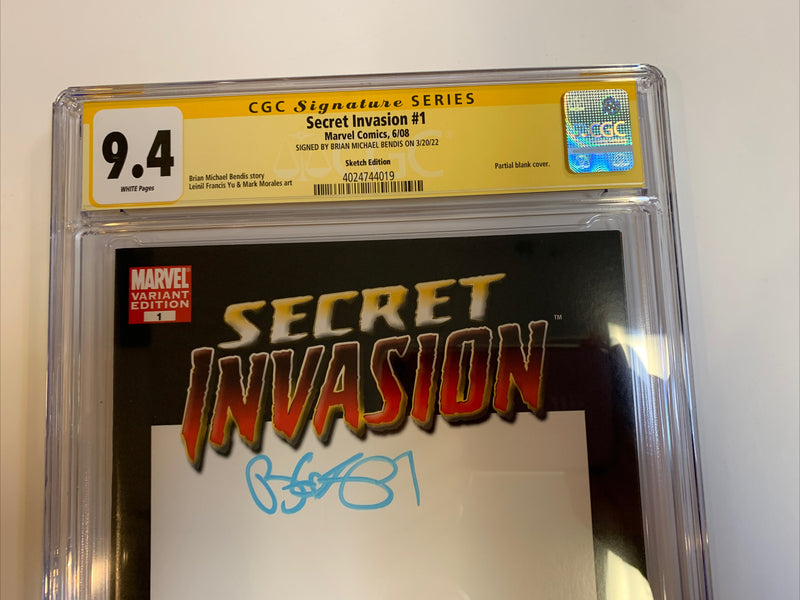 CGC Signature SERIES
Secret Invasion #1
Marvel Comics, 6/08
SIGNED BY BRIAN MICHAEL BENDIS ON 3/20/22
Sketch Edition
9.4
WHITE Pages
Brian Michael Bendis story
Leinil Francis Yu & Mark Morales art
Partial blank cover.
4024744019
CGC
CGC
MARVEL
VARIANT
EDITION
1
SECRET
INVASION
TM